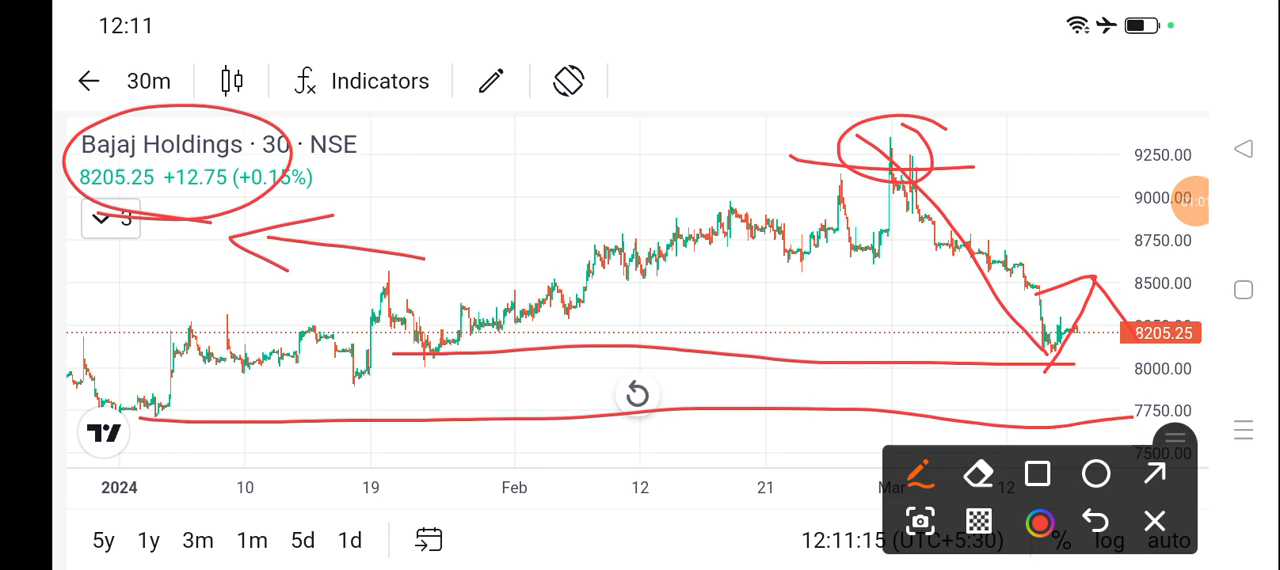 12:11
30m
Indicators
Bajaj Holdings · 30 · NSE
8205.25 +12.75 (+0.15%)
3
9250.00
9000.00
8750.00
8500.00
8205.25
8000.00
7750.00
7500.00
2024 10 19 Feb 12 21 Mar 12
5y 1y 3m 1m 5d 1d
12:11:15 (UTC+5:30) % log auto